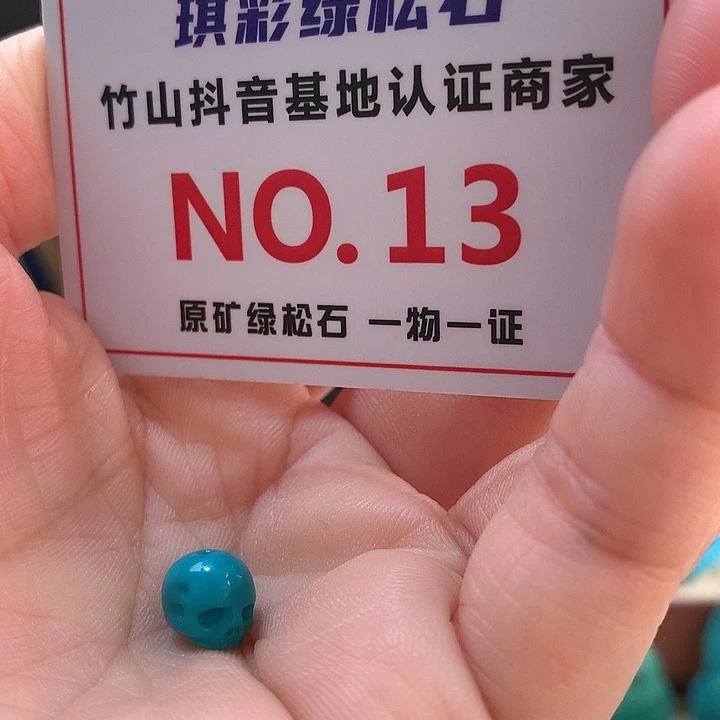 琪彩绿松石
竹山抖音基地认证商家
NO.13
原矿绿松石 一物一证